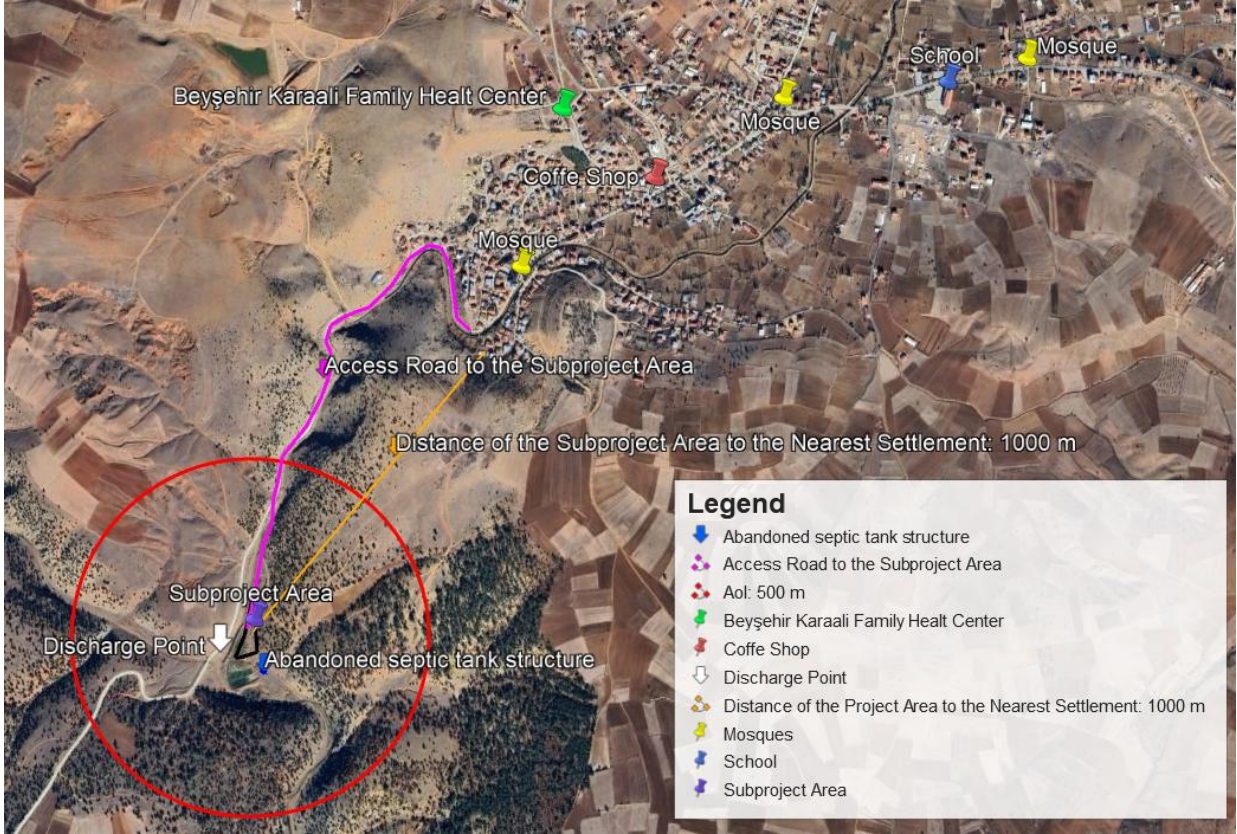 Mosque
School
Beyşehir Karaali Family Healt Center
Mosque
Coffe Shop
Mosque
Access Road to the Subproject Area
Distance of the Subproject Area to the Nearest Settlement: 1000 m
Subproject Area
Discharge Point
Abandoned septic tank structure
Legend
Abandoned septic tank structure
Access Road to the Subproject Area
AoI: 500 m
Beyşehir Karaali Family Healt Center
Coffe Shop
Discharge Point
Distance of the Project Area to the Nearest Settlement: 1000 m
Mosques
School
Subproject Area